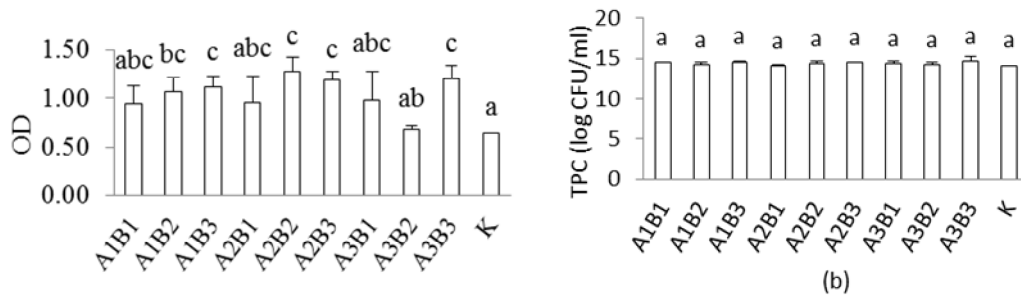 OD
1.50
1.00
0.50
0.00
abc
bc
c
abc
c
c
abc
ab
c
a
A1B1
A1B2
A1B3
A2B1
A2B2
A2B3
A3B1
A3B2
A3B3
K
TPC (log CFU/ml)
20
15
10
5
0
a
a
a
a
a
a
a
a
a
a
A1B1
A1B2
A1B3
A2B1
A2B2
A2B3
A3B1
A3B2
A3B3
K
(b)